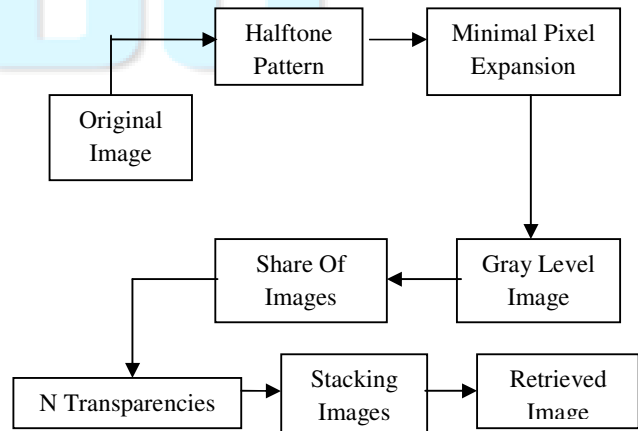 Halftone
Pattern
Minimal Pixel
Expansion
Original
Image
Gray Level
Image
Share Of
Images
N Transparencies
Stacking
Images
Retrieved
Image